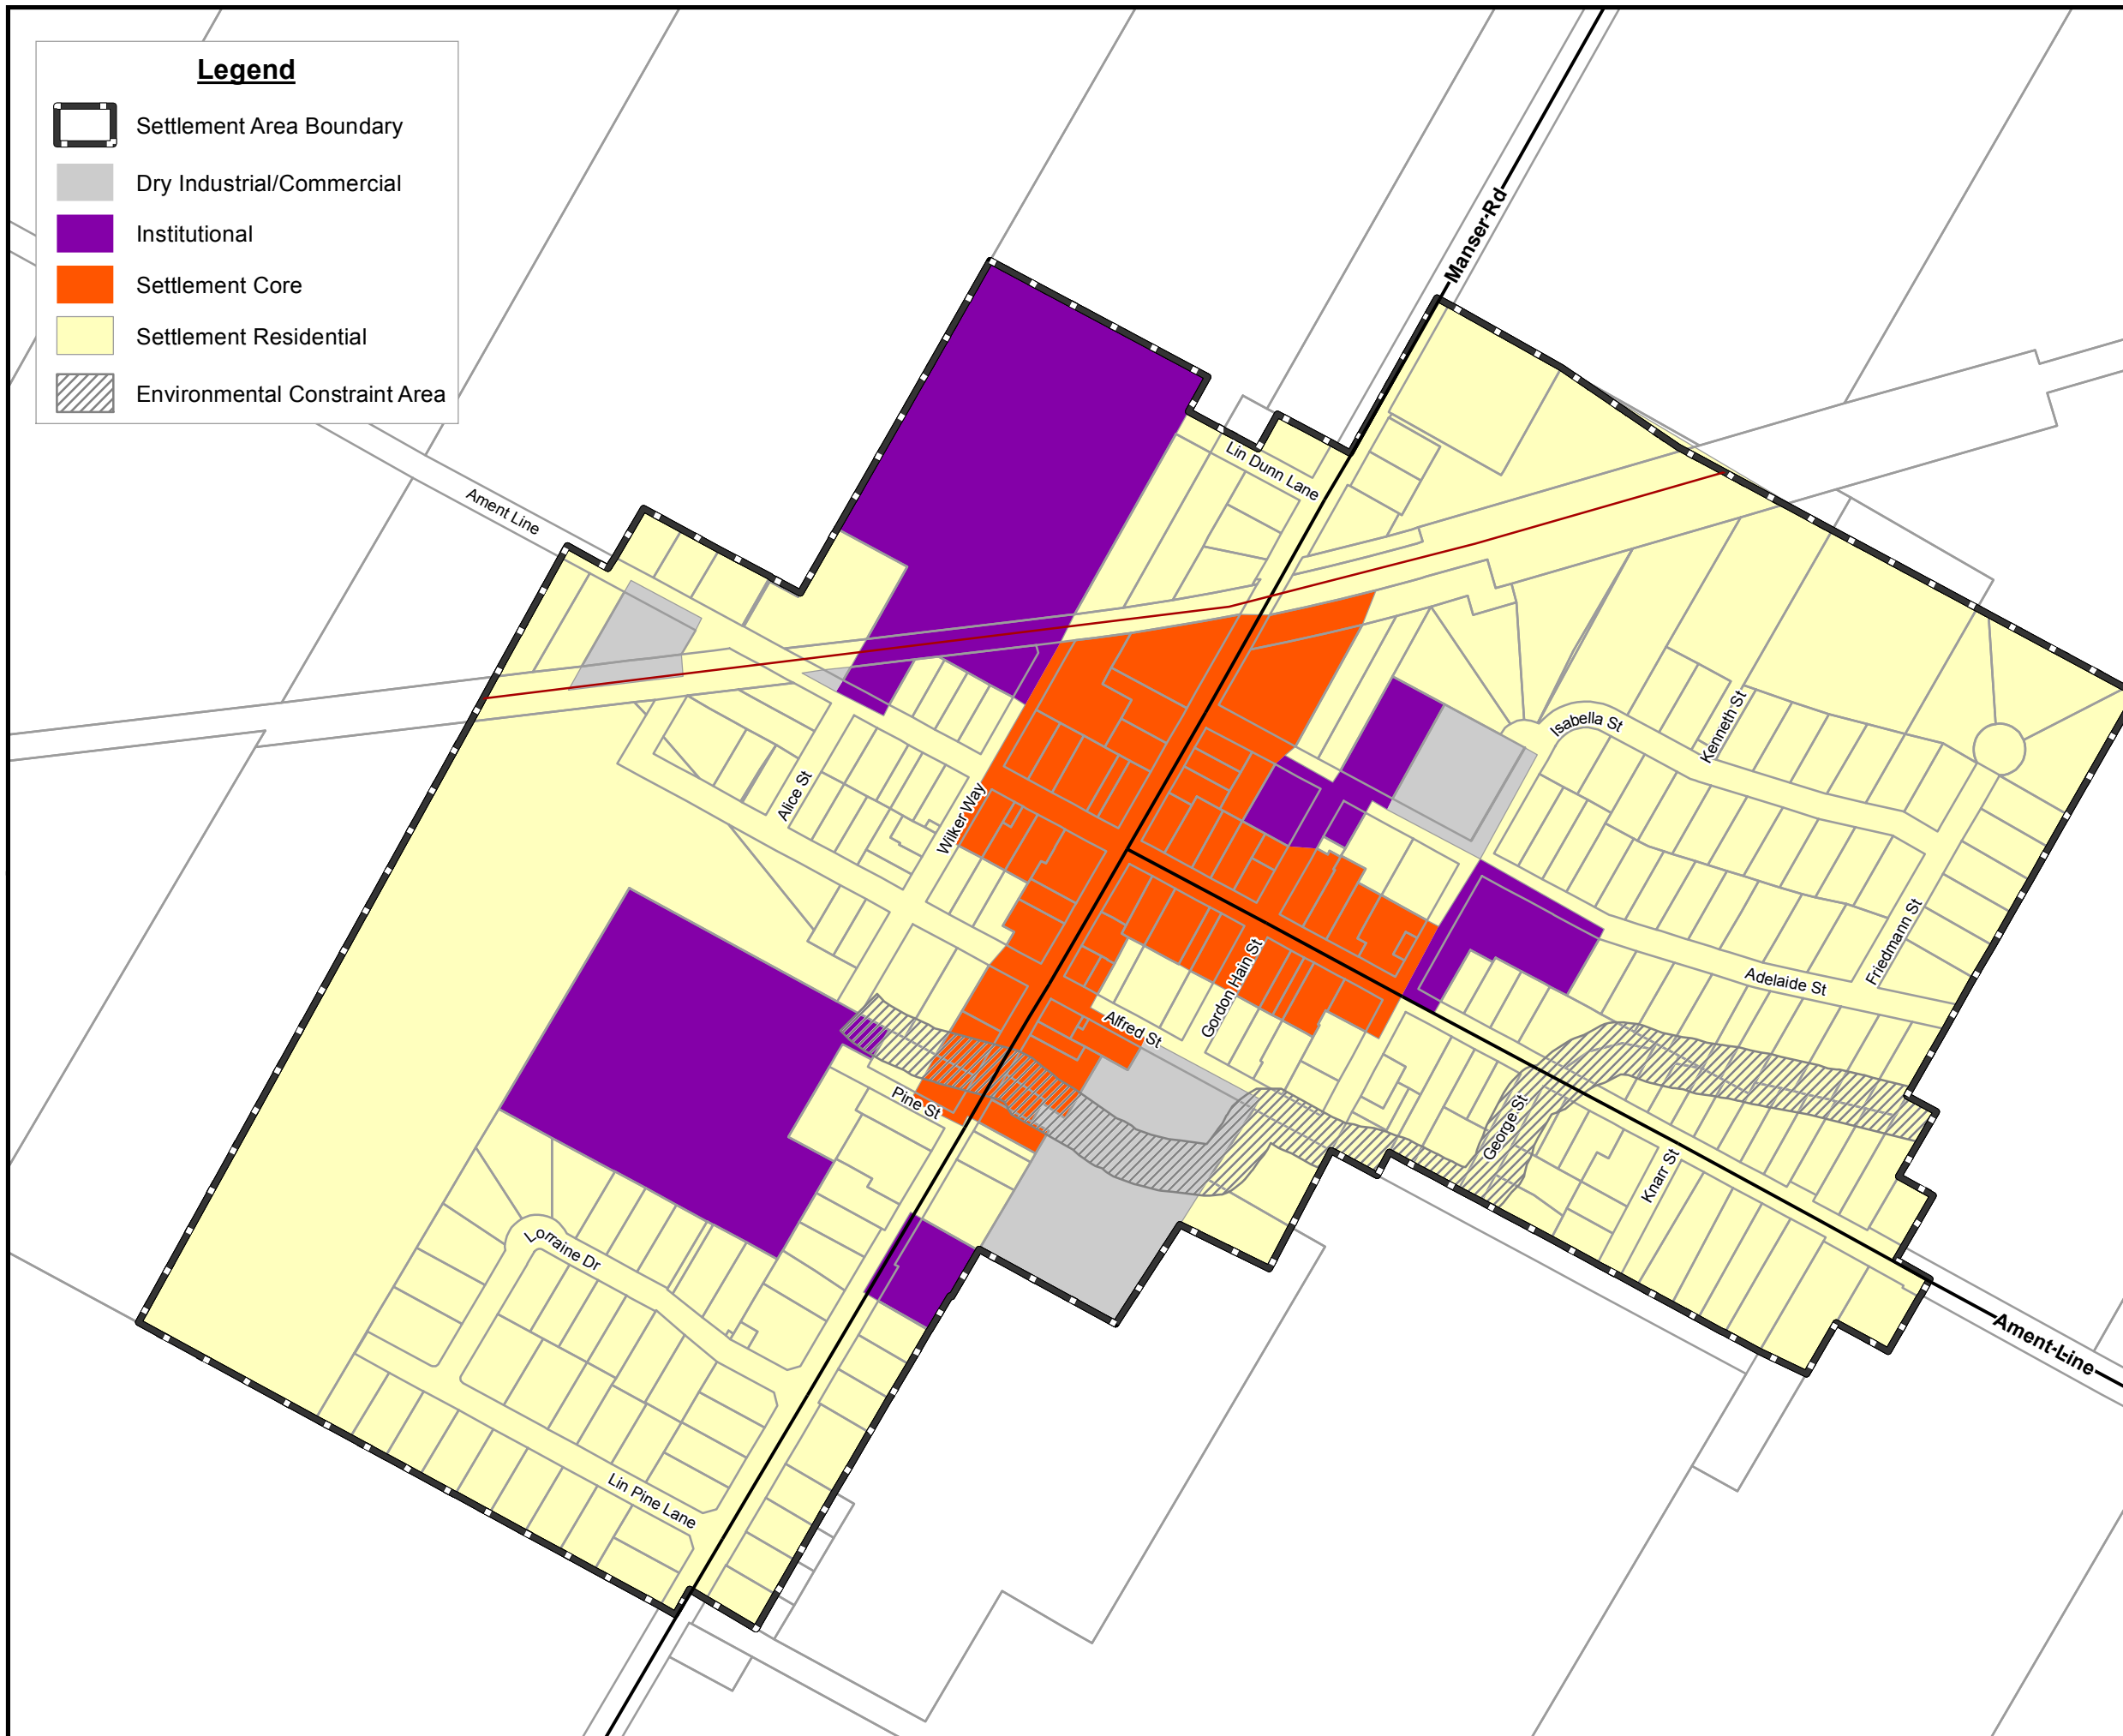 Legend
Settlement Area Boundary
Dry Industrial/Commercial
Institutional
Settlement Core
Settlement Residential
Environmental Constraint Area
Manser Rd
Lin Dunn Lane
Ament Line
Isabella St
Kenneth St
Alice St
Wilker Way
Friedmann St
Gordon Hain St
Adelaide St
Alfred St
Pine St
George St
Knarr St
Lorraine Dr
Ament Line
Lin Pine Lane